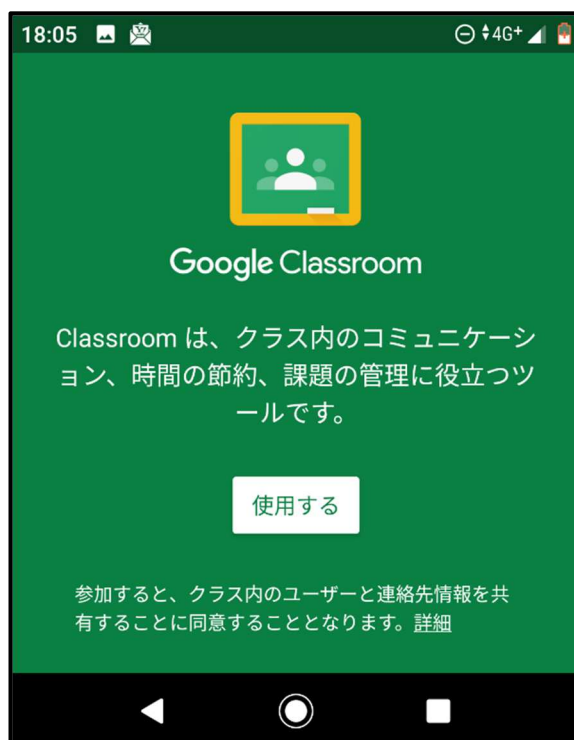 18:05
4G+
Google Classroom
Classroom は、クラス内のコミュニケーシ
ョン、時間の節約、課題の管理に役立つツ
ールです。
使用する
参加すると、クラス内のユーザーと連絡先情報を共
有することに同意することとなります。詳細